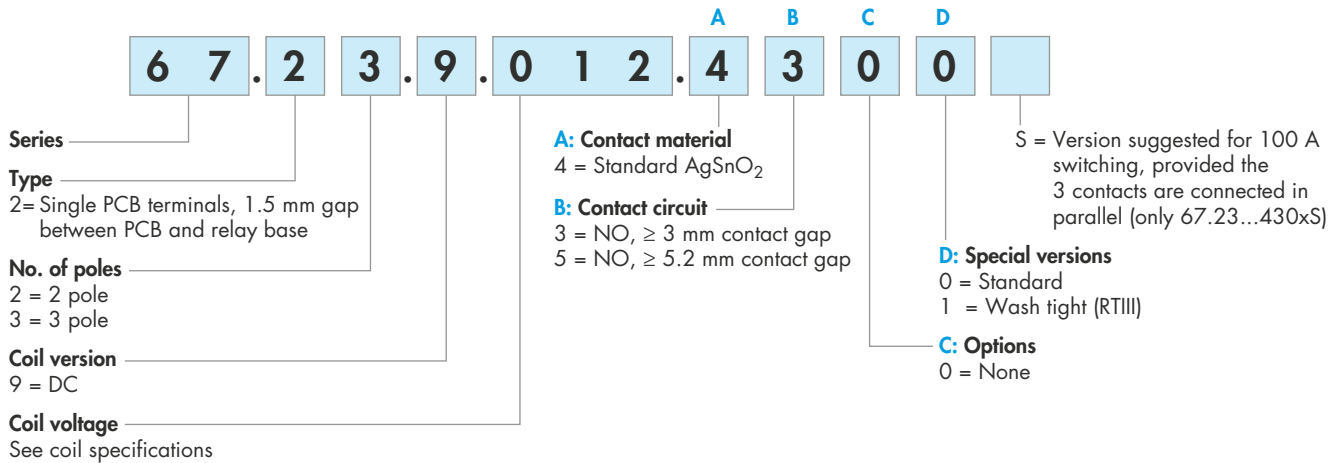 A B C D
6 7 . 2 3 . 9 . 0 1 2 . 4 3 0 0
Series
Type
2= Single PCB terminals, 1.5 mm gap
between PCB and relay base
No. of poles
2 = 2 pole
3 = 3 pole
Coil version
9 = DC
Coil voltage
See coil specifications
A: Contact material
4 = Standard AgSnO₂
B: Contact circuit
3 = NO, ≥ 3 mm contact gap
5 = NO, ≥ 5.2 mm contact gap
S = Version suggested for 100 A
switching, provided the
3 contacts are connected in
parallel (only 67.23...430xS)
D: Special versions
0 = Standard
1 = Wash tight (RTIII)
C: Options
0 = None